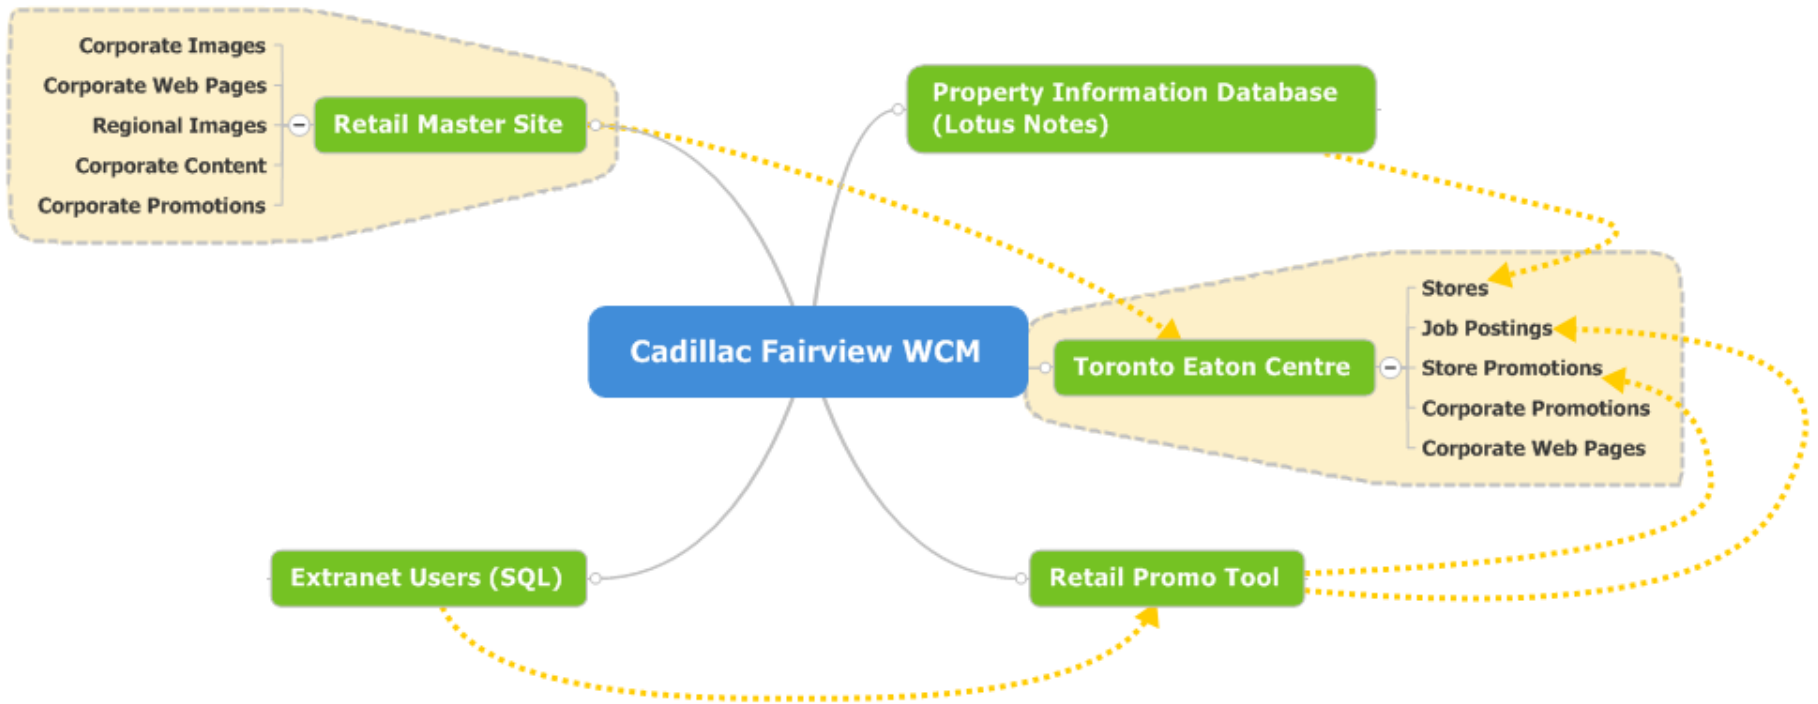 Corporate Images
Corporate Web Pages
Regional Images
Corporate Content
Corporate Promotions
Retail Master Site
Property Information Database
(Lotus Notes)
Cadillac Fairview WCM
Toronto Eaton Centre
Stores
Job Postings
Store Promotions
Corporate Promotions
Corporate Web Pages
Extranet Users (SQL)
Retail Promo Tool